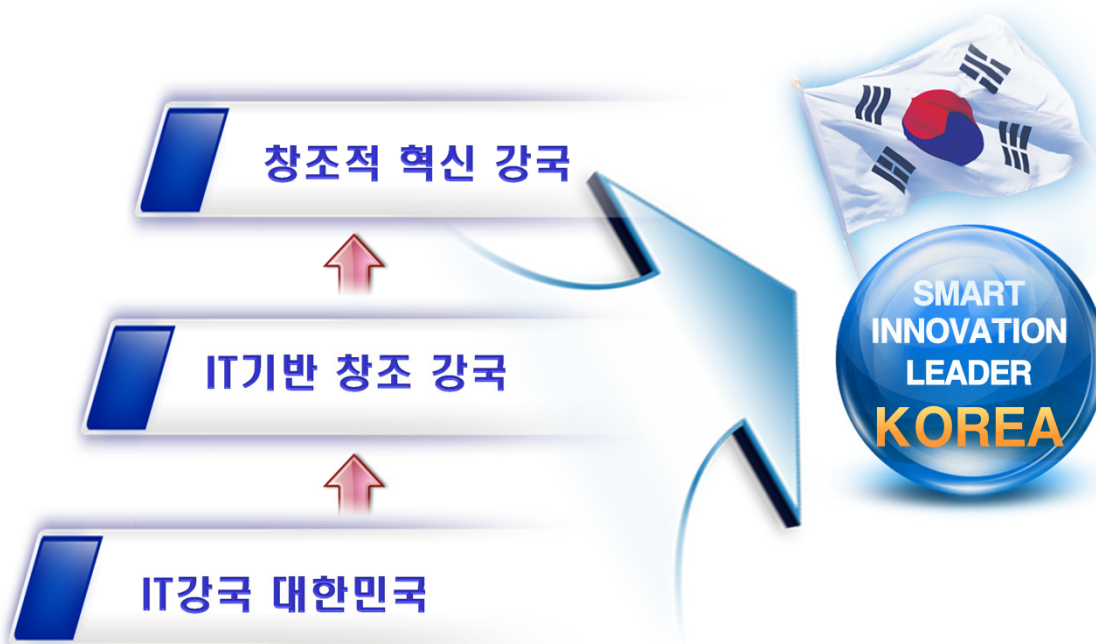 창조적 혁신 강국
IT기반 창조 강국
IT강국 대한민국
SMART
INNOVATION
LEADER
KOREA